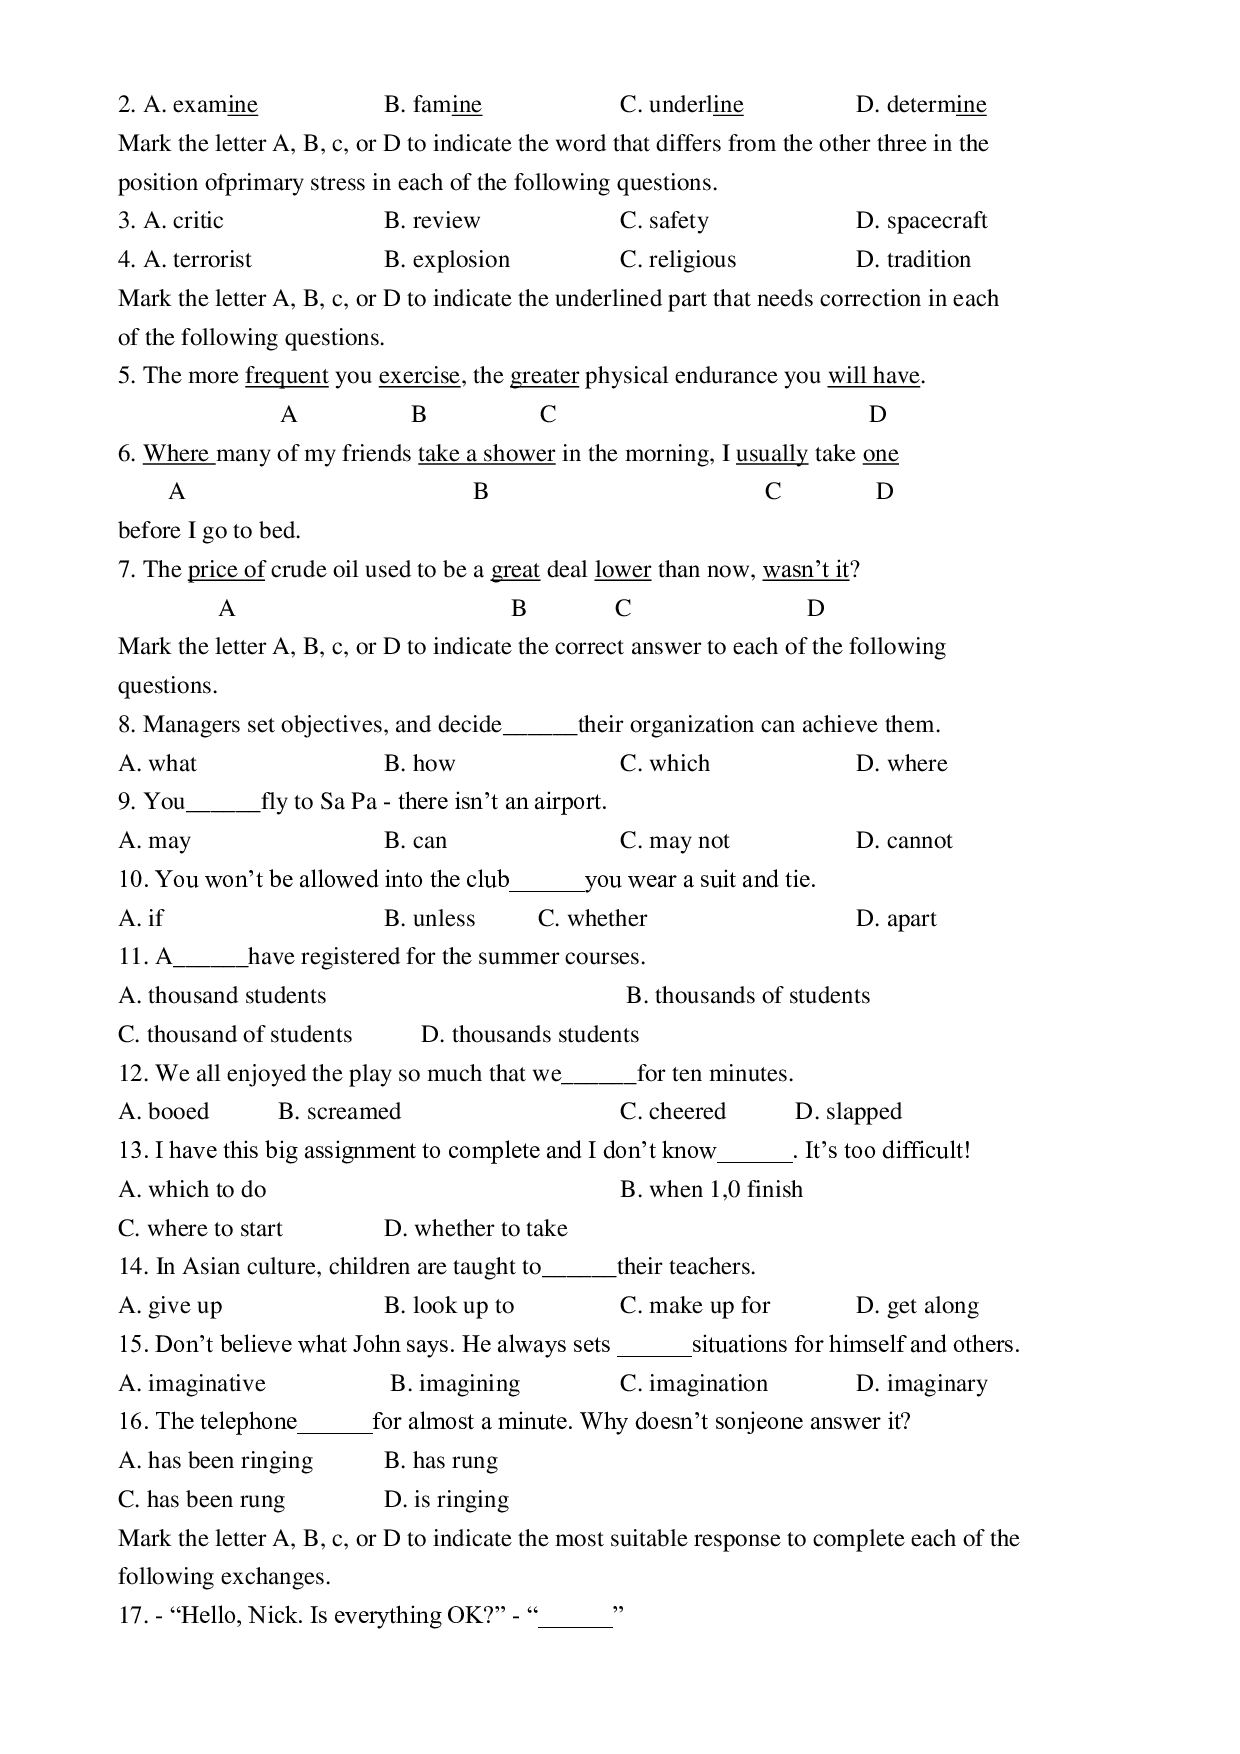 2. A. examine B. famine C. underline D. determine
Mark the letter A, B, c, or D to indicate the word that differs from the other three in the
position ofprimary stress in each of the following questions.
3. A. critic B. review C. safety D. spacecraft
4. A. terrorist B. explosion C. religious D. tradition
Mark the letter A, B, c, or D to indicate the underlined part that needs correction in each
of the following questions.
5. The more frequent you exercise, the greater physical endurance you will have.
A B C D
6. Where many of my friends take a shower in the morning, I usually take one
A B C D
before I go to bed.
7. The price of crude oil used to be a great deal lower than now, wasn't it?
A B C D
Mark the letter A, B, c, or D to indicate the correct answer to each of the following
questions.
8. Managers set objectives, and decide______their organization can achieve them.
A. what B. how C. which D. where
9. You______fly to Sa Pa - there isn't an airport.
A. may B. can C. may not D. cannot
10. You won't be allowed into the club______you wear a suit and tie.
A. if B. unless C. whether D. apart
11. A______have registered for the summer courses.
A. thousand students B. thousands of students
C. thousand of students D. thousands students
12. We all enjoyed the play so much that we______for ten minutes.
A. booed B. screamed C. cheered D. slapped
13. I have this big assignment to complete and I don't know______. It's too difficult!
A. which to do B. when 1,0 finish
C. where to start D. whether to take
14. In Asian culture, children are taught to______their teachers.
A. give up B. look up to C. make up for D. get along
15. Don't believe what John says. He always sets ______situations for himself and others.
A. imaginative B. imagining C. imagination D. imaginary
16. The telephone______for almost a minute. Why doesn't sonjeone answer it?
A. has been ringing B. has rung
C. has been rung D. is ringing
Mark the letter A, B, c, or D to indicate the most suitable response to complete each of the
following exchanges.
17. - “Hello, Nick. Is everything OK?” - “______”